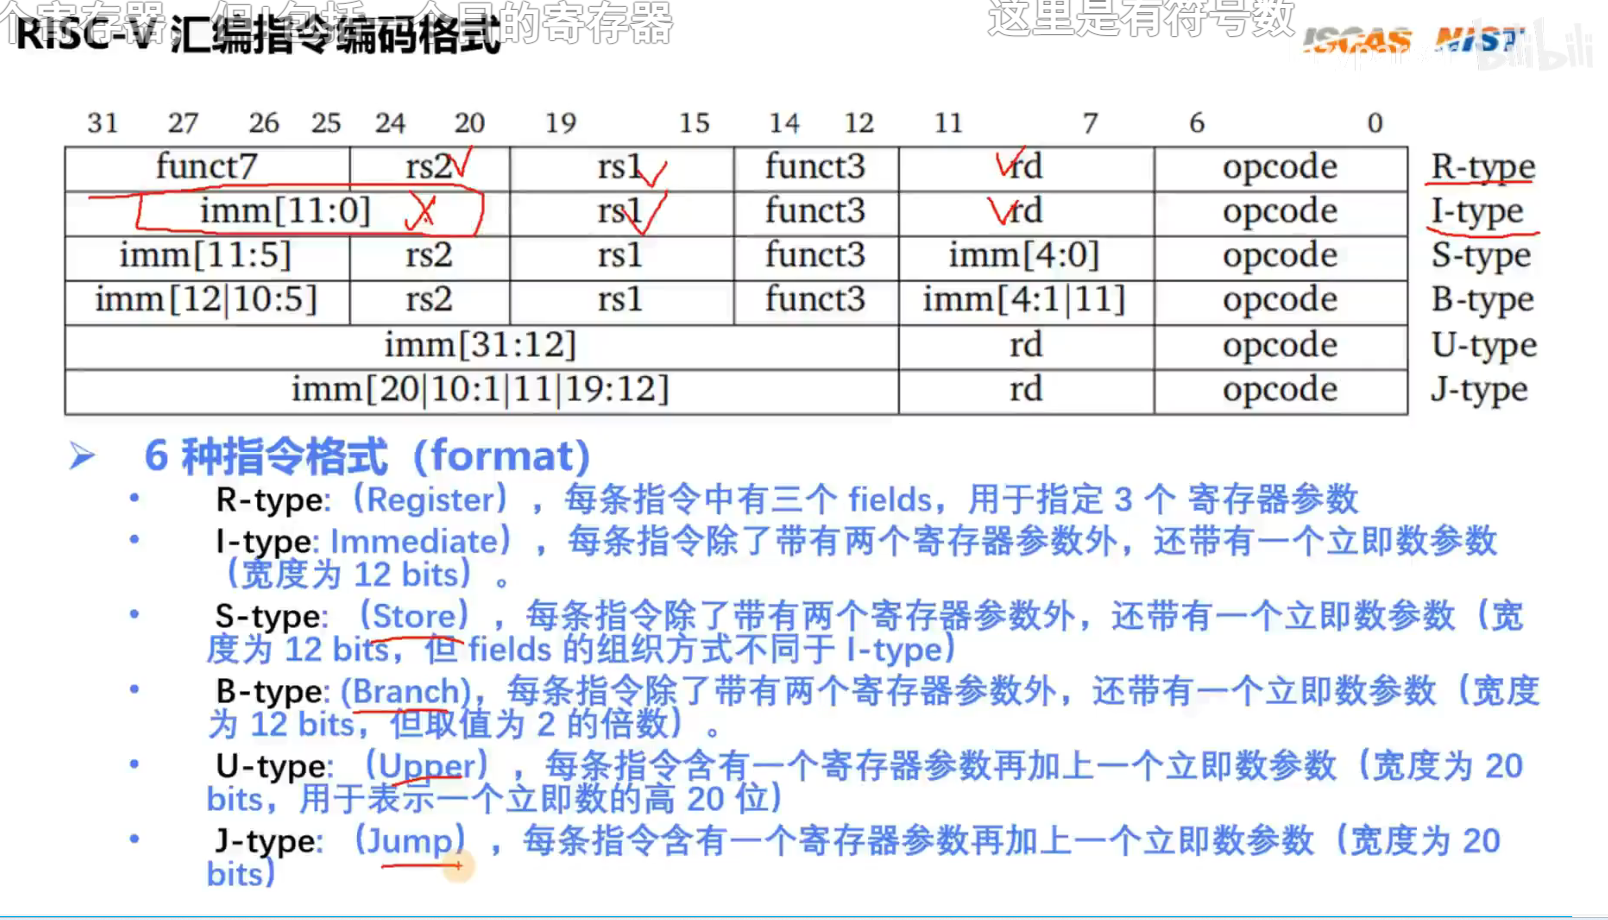 个寄存器，但I包括一个目的寄存器
这里是有符号数
RISC-V 汇编指令编码格式
ISCAS NIST
bilibili
31 27 26 25 24 20 19 15 14 12 11 7 6 0
funct7 rs2 rs1 funct3 rd opcode R-type
imm[11:0] rs1 funct3 rd opcode I-type
imm[11:5] rs2 rs1 funct3 imm[4:0] opcode S-type
imm[12|10:5] rs2 rs1 funct3 imm[4:1|11] opcode B-type
imm[31:12] rd opcode U-type
imm[20|10:1|11|19:12] rd opcode J-type
➢ 6 种指令格式（format）
• R-type:（Register），每条指令中有三个 fields，用于指定 3 个 寄存器参数
• I-type: Immediate），每条指令除了带有两个寄存器参数外，还带有一个立即数参数
（宽度为 12 bits）。
• S-type: （Store），每条指令除了带有两个寄存器参数外，还带有一个立即数参数（宽
度为 12 bits，但 fields 的组织方式不同于 I-type）
• B-type: (Branch)，每条指令除了带有两个寄存器参数外，还带有一个立即数参数（宽度
为 12 bits，但取值为 2 的倍数）。
• U-type: （Upper），每条指令含有一个寄存器参数再加上一个立即数参数（宽度为 20
bits，用于表示一个立即数的高 20 位）
• J-type: （Jump），每条指令含有一个寄存器参数再加上一个立即数参数（宽度为 20
bits）